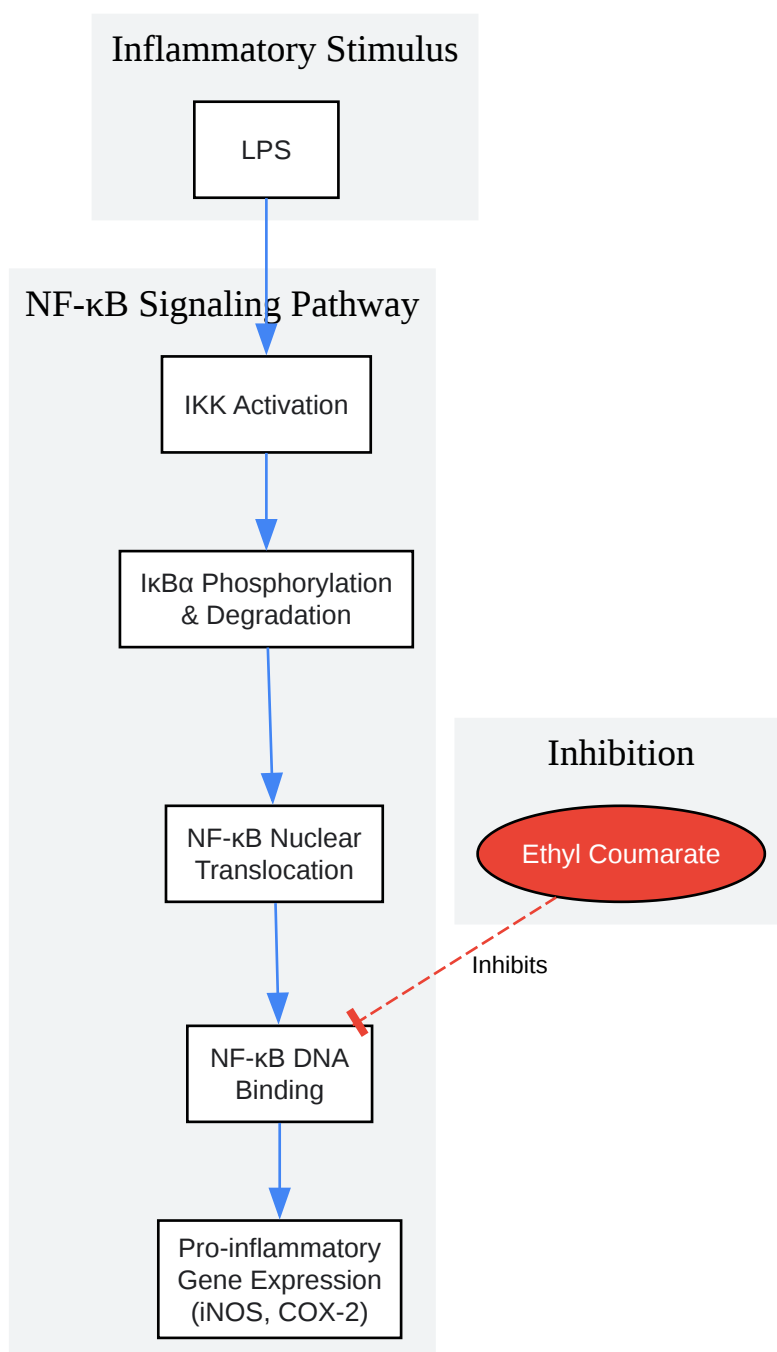 Inflammatory Stimulus
LPS
NF-κB Signaling Pathway
IKK Activation
IκBα Phosphorylation
& Degradation
NF-κB Nuclear
Translocation
Inhibition
Ethyl Coumarate
Inhibits
NF-κB DNA
Binding
Pro-inflammatory
Gene Expression
(iNOS, COX-2)